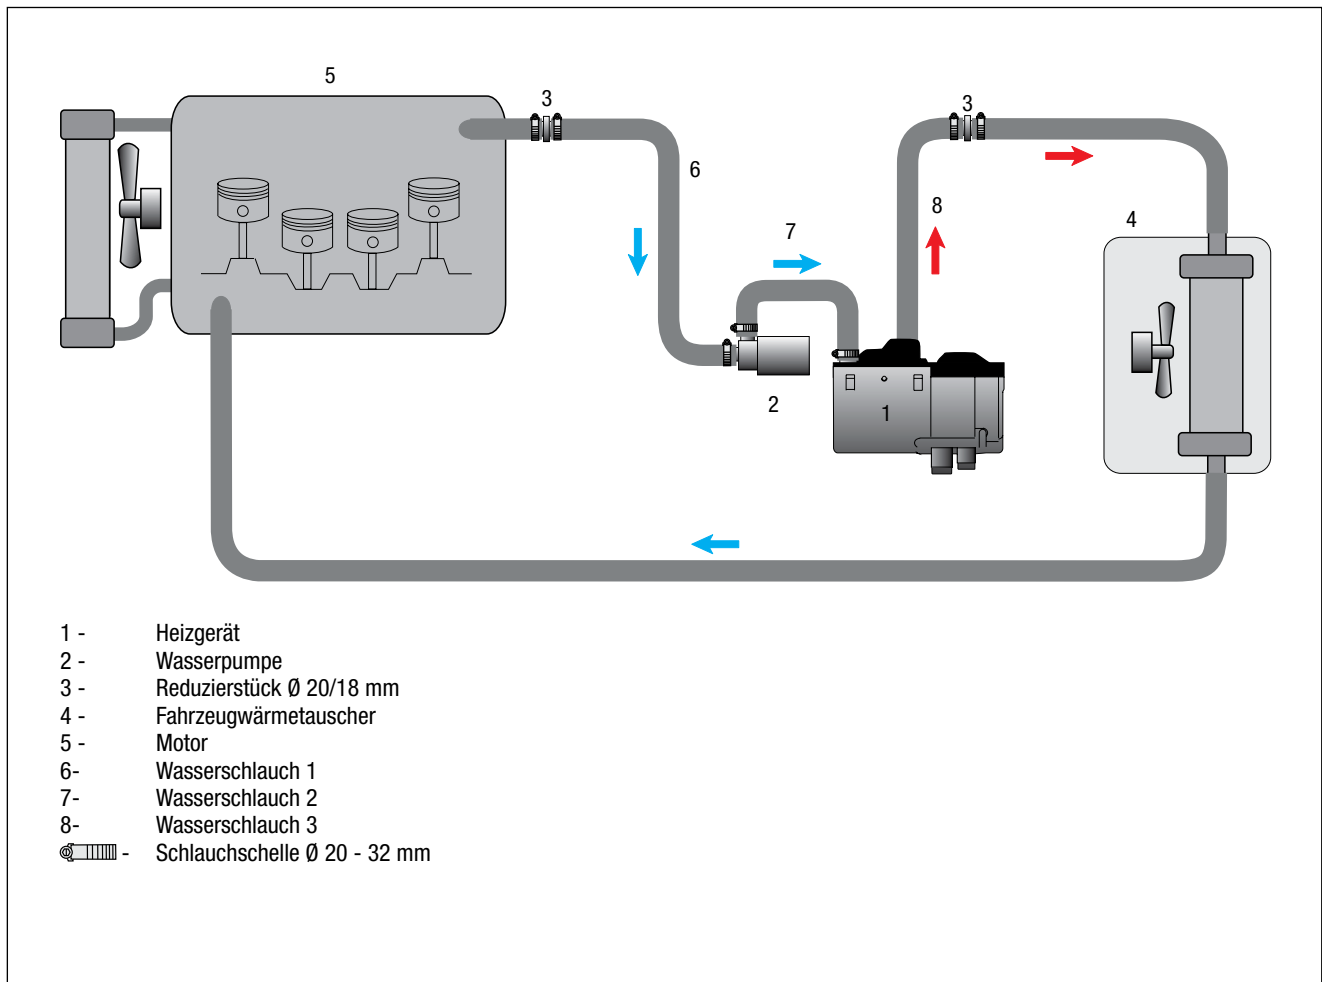 5
3
3
6
8
7
4
2
1
1 - Heizgerät
2 - Wasserpumpe
3 - Reduzierstück Ø 20/18 mm
4 - Fahrzeugwärmetauscher
5 - Motor
6- Wasserschlauch 1
7- Wasserschlauch 2
8- Wasserschlauch 3
- Schlauchschelle Ø 20 - 32 mm